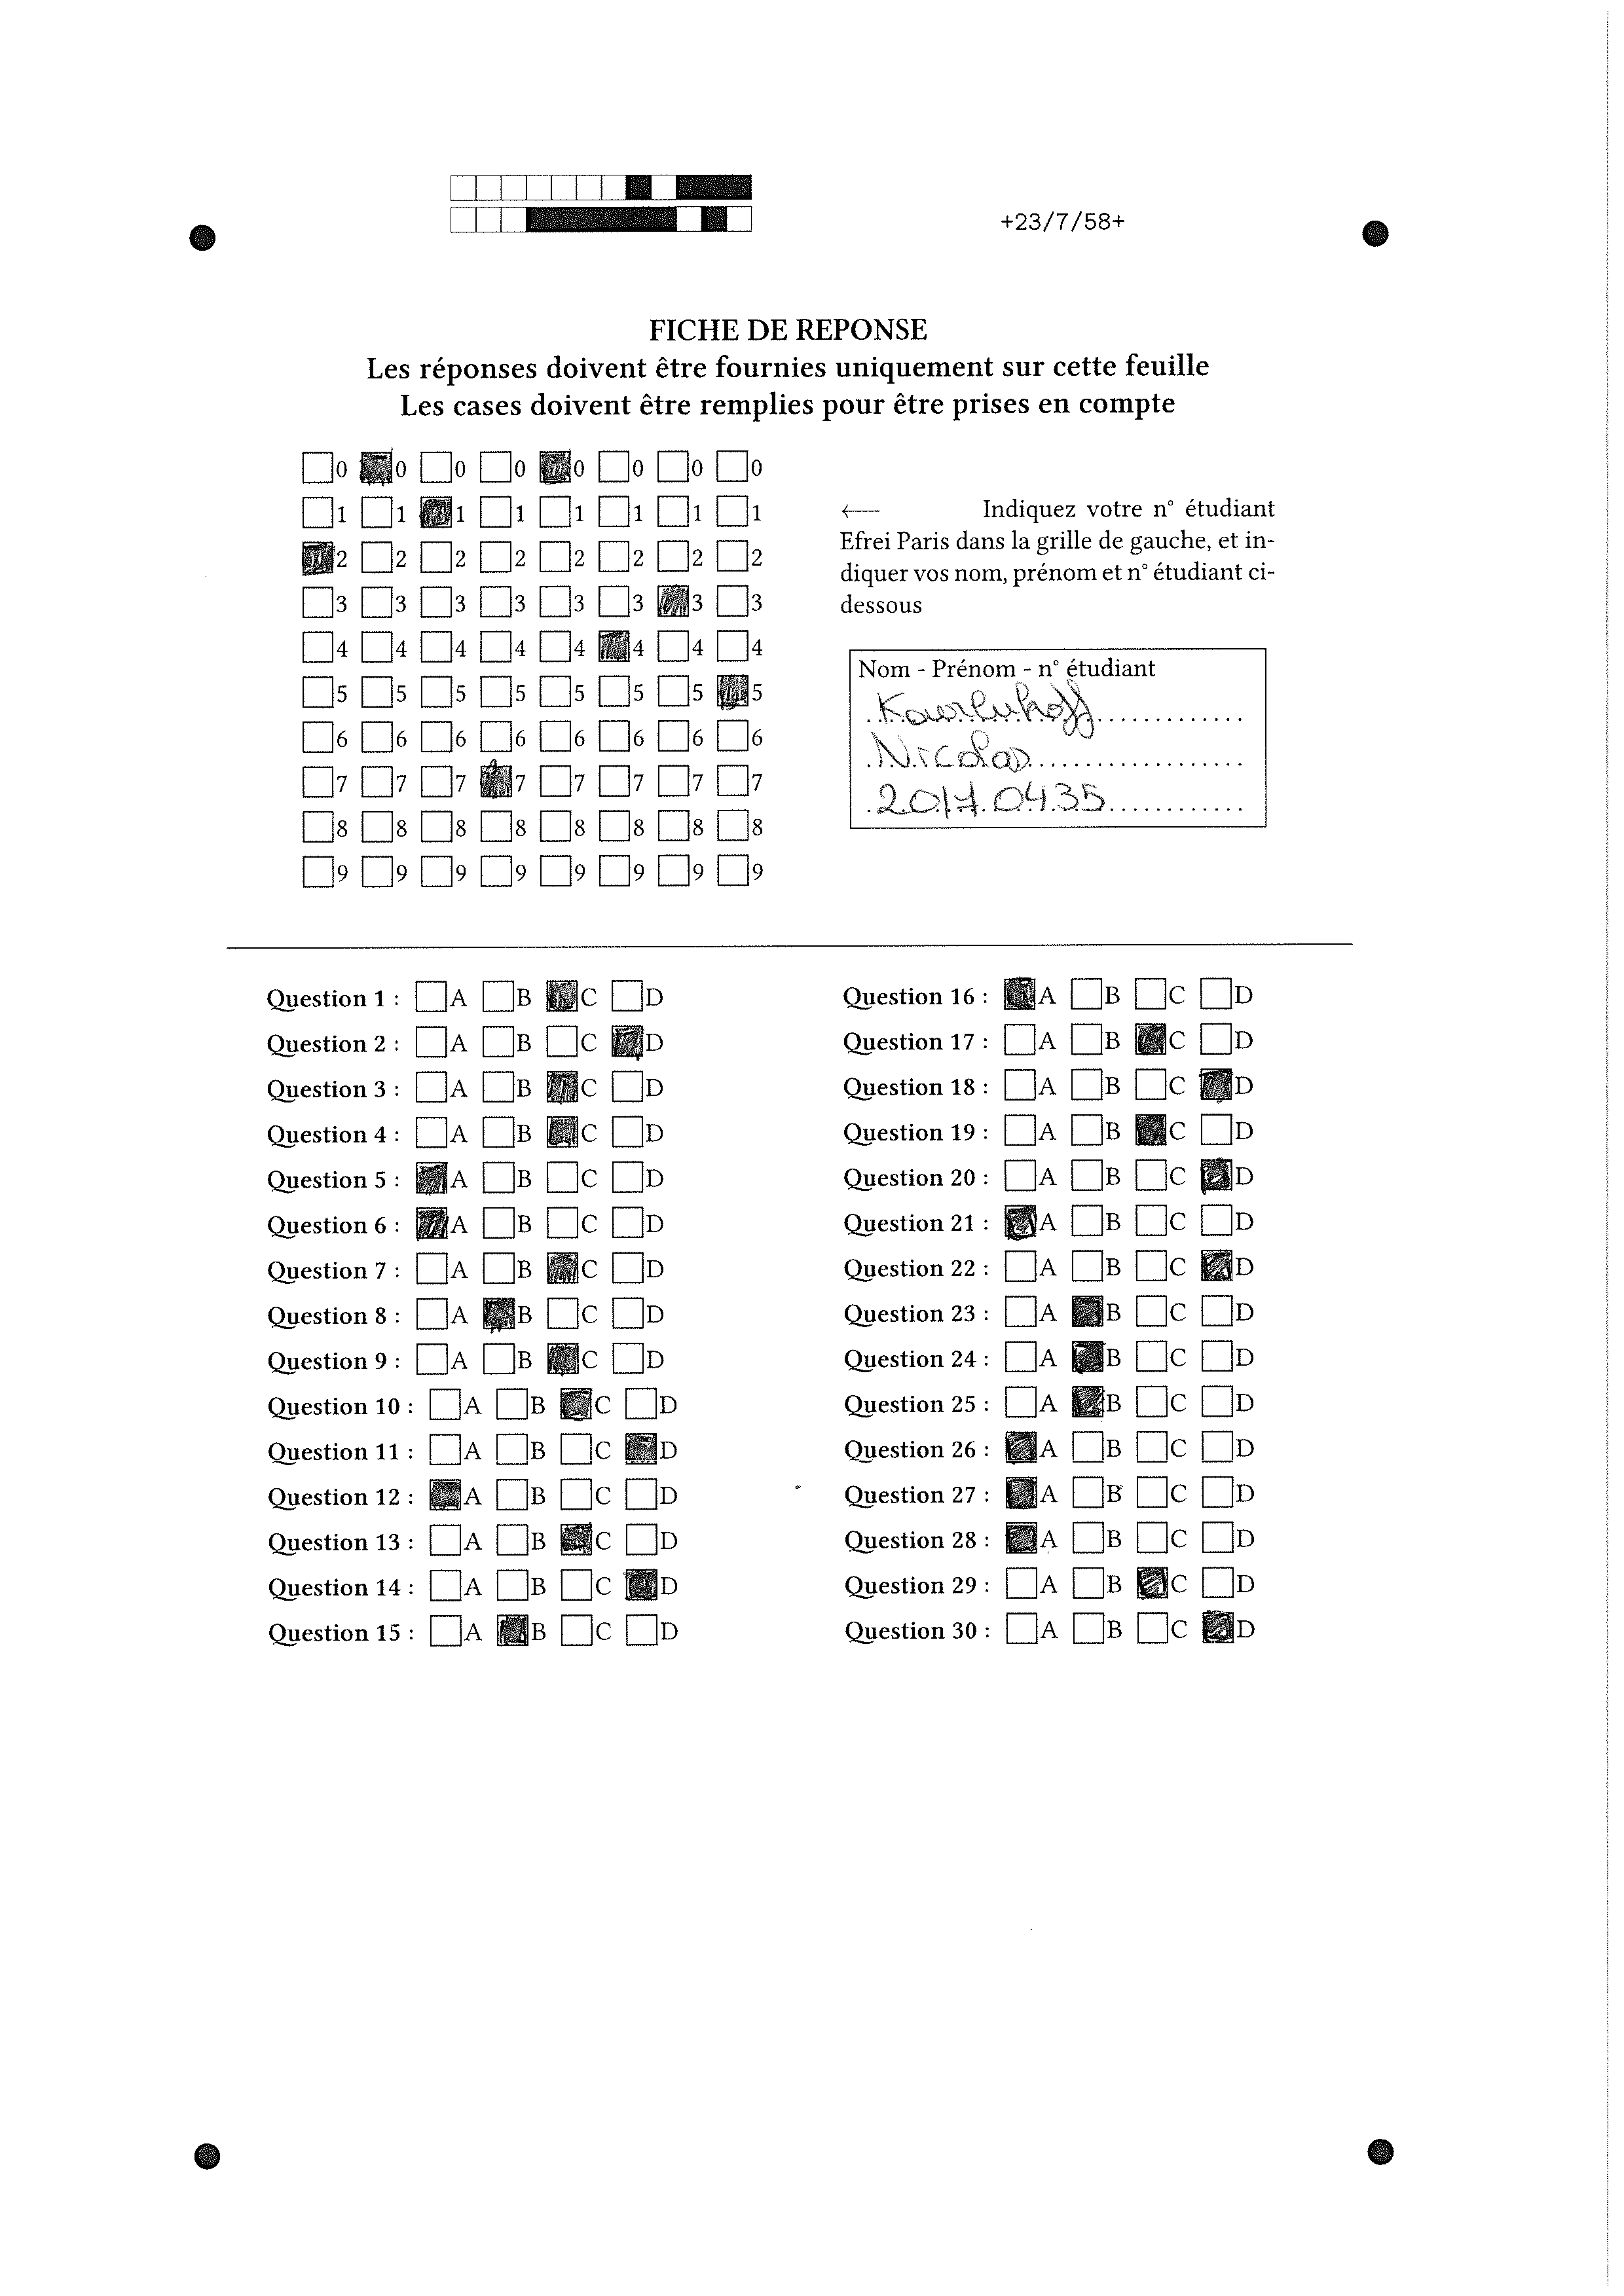 +23/7/58+
FICHE DE REPONSE
Les réponses doivent être fournies uniquement sur cette feuille
Les cases doivent être remplies pour être prises en compte
0 0 0 0 0 0 0 0
1 1 1 1 1 1 1 1
2 2 2 2 2 2 2 2
3 3 3 3 3 3 3 3
4 4 4 4 4 4 4 4
5 5 5 5 5 5 5 5
6 6 6 6 6 6 6 6
7 7 7 7 7 7 7 7
8 8 8 8 8 8 8 8
9 9 9 9 9 9 9 9
← Indiquez votre n° étudiant
Efrei Paris dans la grille de gauche, et in-
diquer vos nom, prénom et n° étudiant ci-
dessous
Nom - Prénom - n° étudiant
Nicolas
20170435
Question 1 : A B C D
Question 2 : A B C D
Question 3 : A B C D
Question 4 : A B C D
Question 5 : A B C D
Question 6 : A B C D
Question 7 : A B C D
Question 8 : A B C D
Question 9 : A B C D
Question 10 : A B C D
Question 11 : A B C D
Question 12 : A B C D
Question 13 : A B C D
Question 14 : A B C D
Question 15 : A B C D
Question 16 : A B C D
Question 17 : A B C D
Question 18 : A B C D
Question 19 : A B C D
Question 20 : A B C D
Question 21 : A B C D
Question 22 : A B C D
Question 23 : A B C D
Question 24 : A B C D
Question 25 : A B C D
Question 26 : A B C D
Question 27 : A B C D
Question 28 : A B C D
Question 29 : A B C D
Question 30 : A B C D